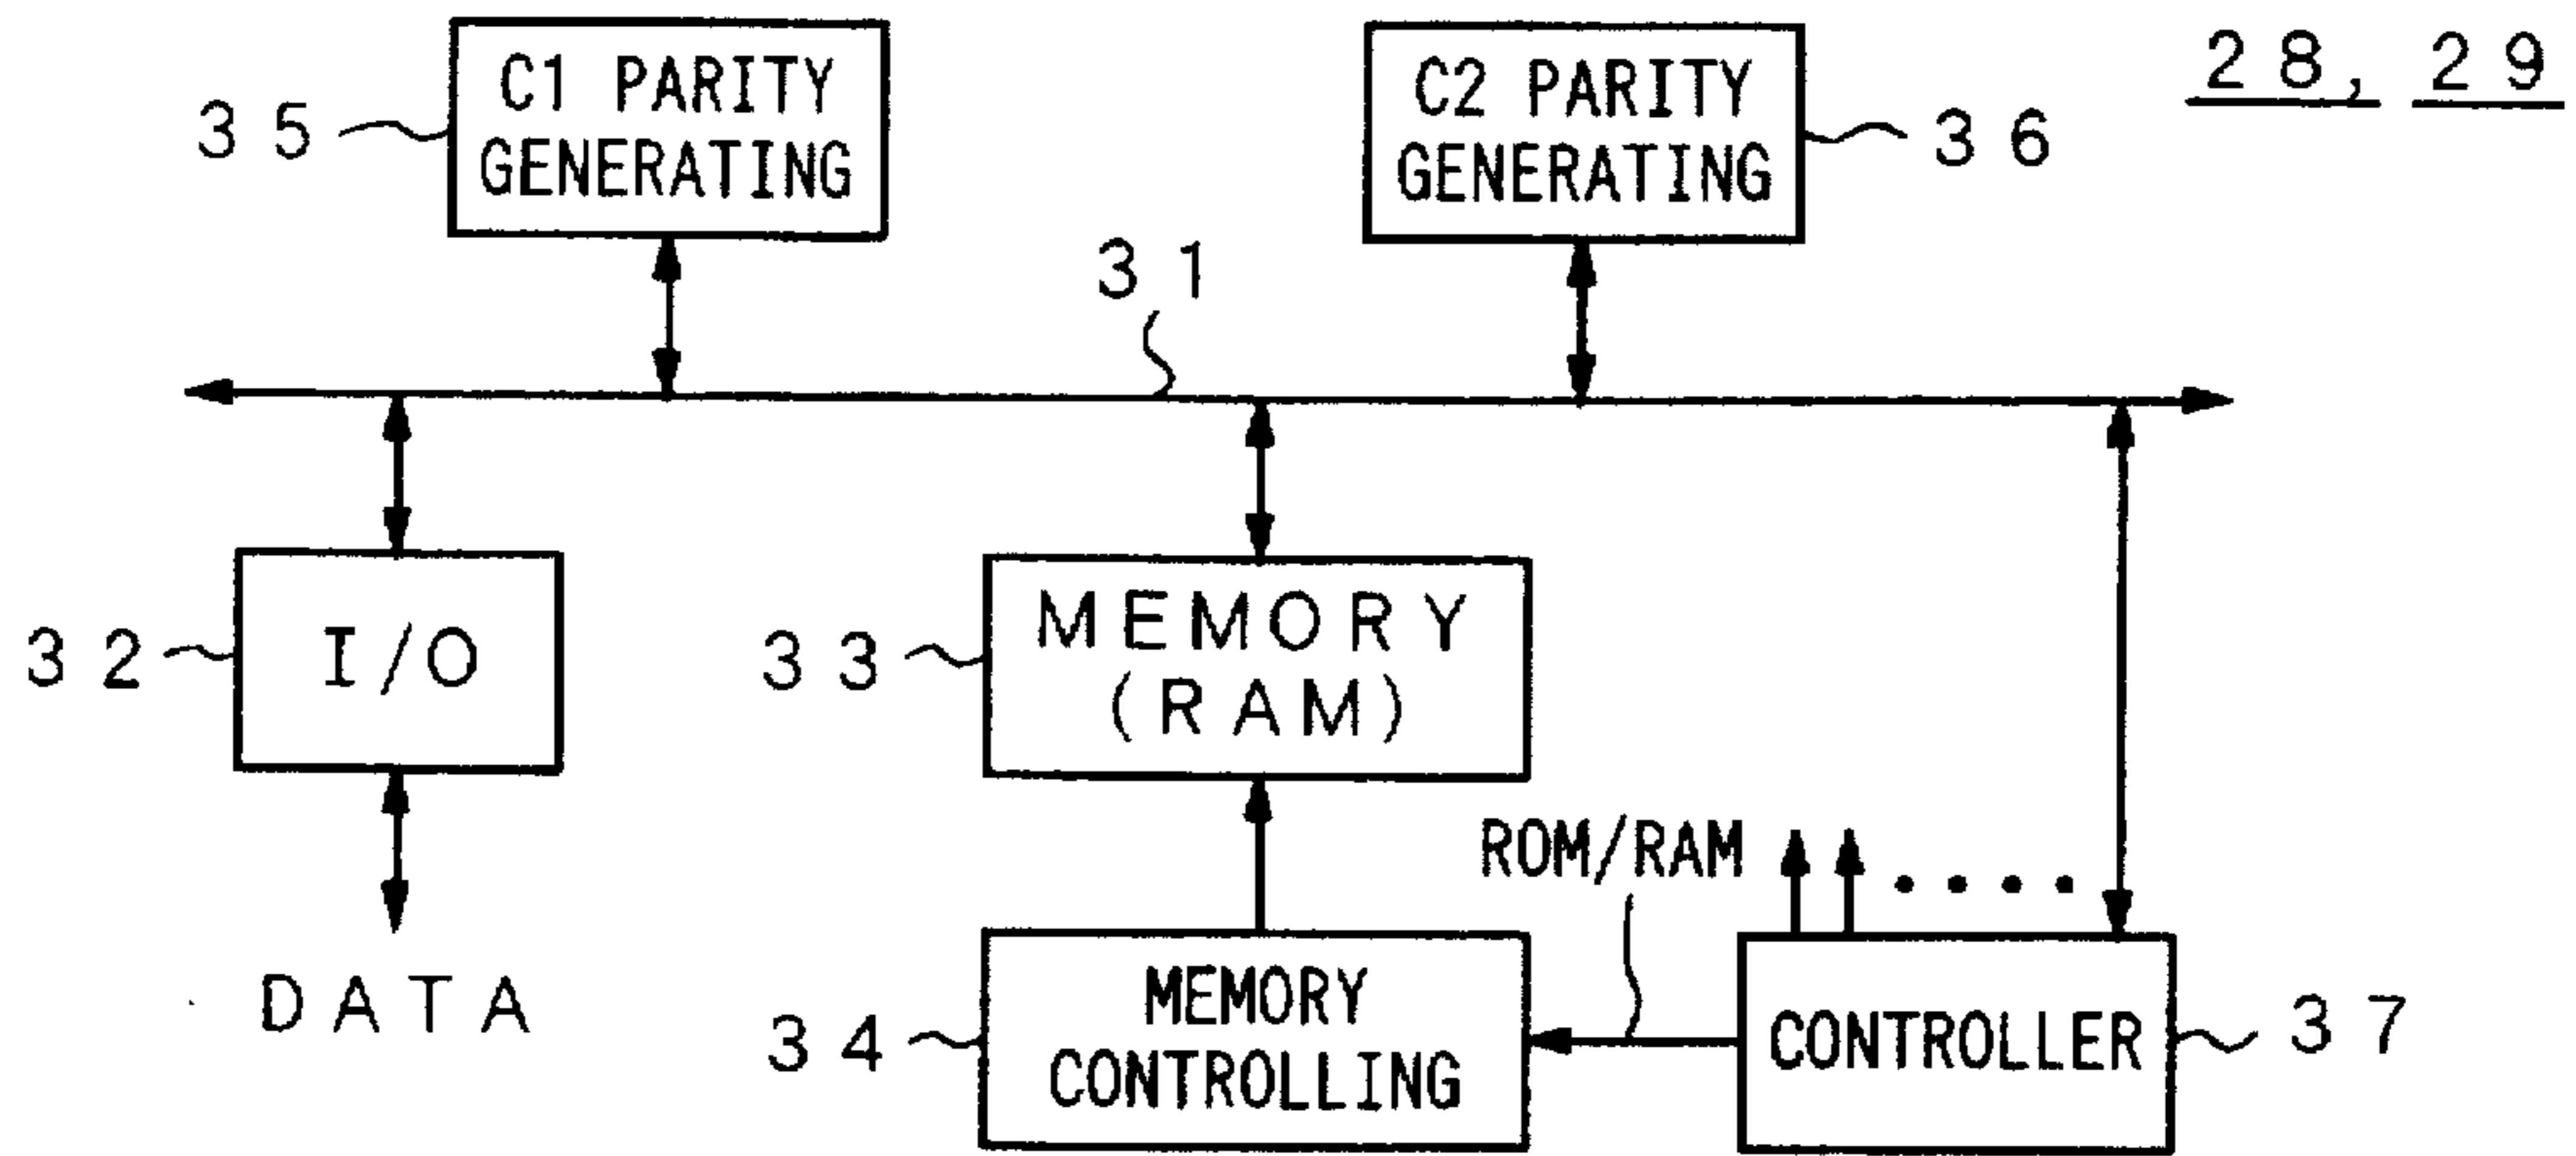 28, 29
C1 PARITY
GENERATING
35
C2 PARITY
GENERATING
36
31
32
I/O
33
MEMORY
(RAM)
ROM/RAM
DATA
34
MEMORY
CONTROLLING
CONTROLLER
37